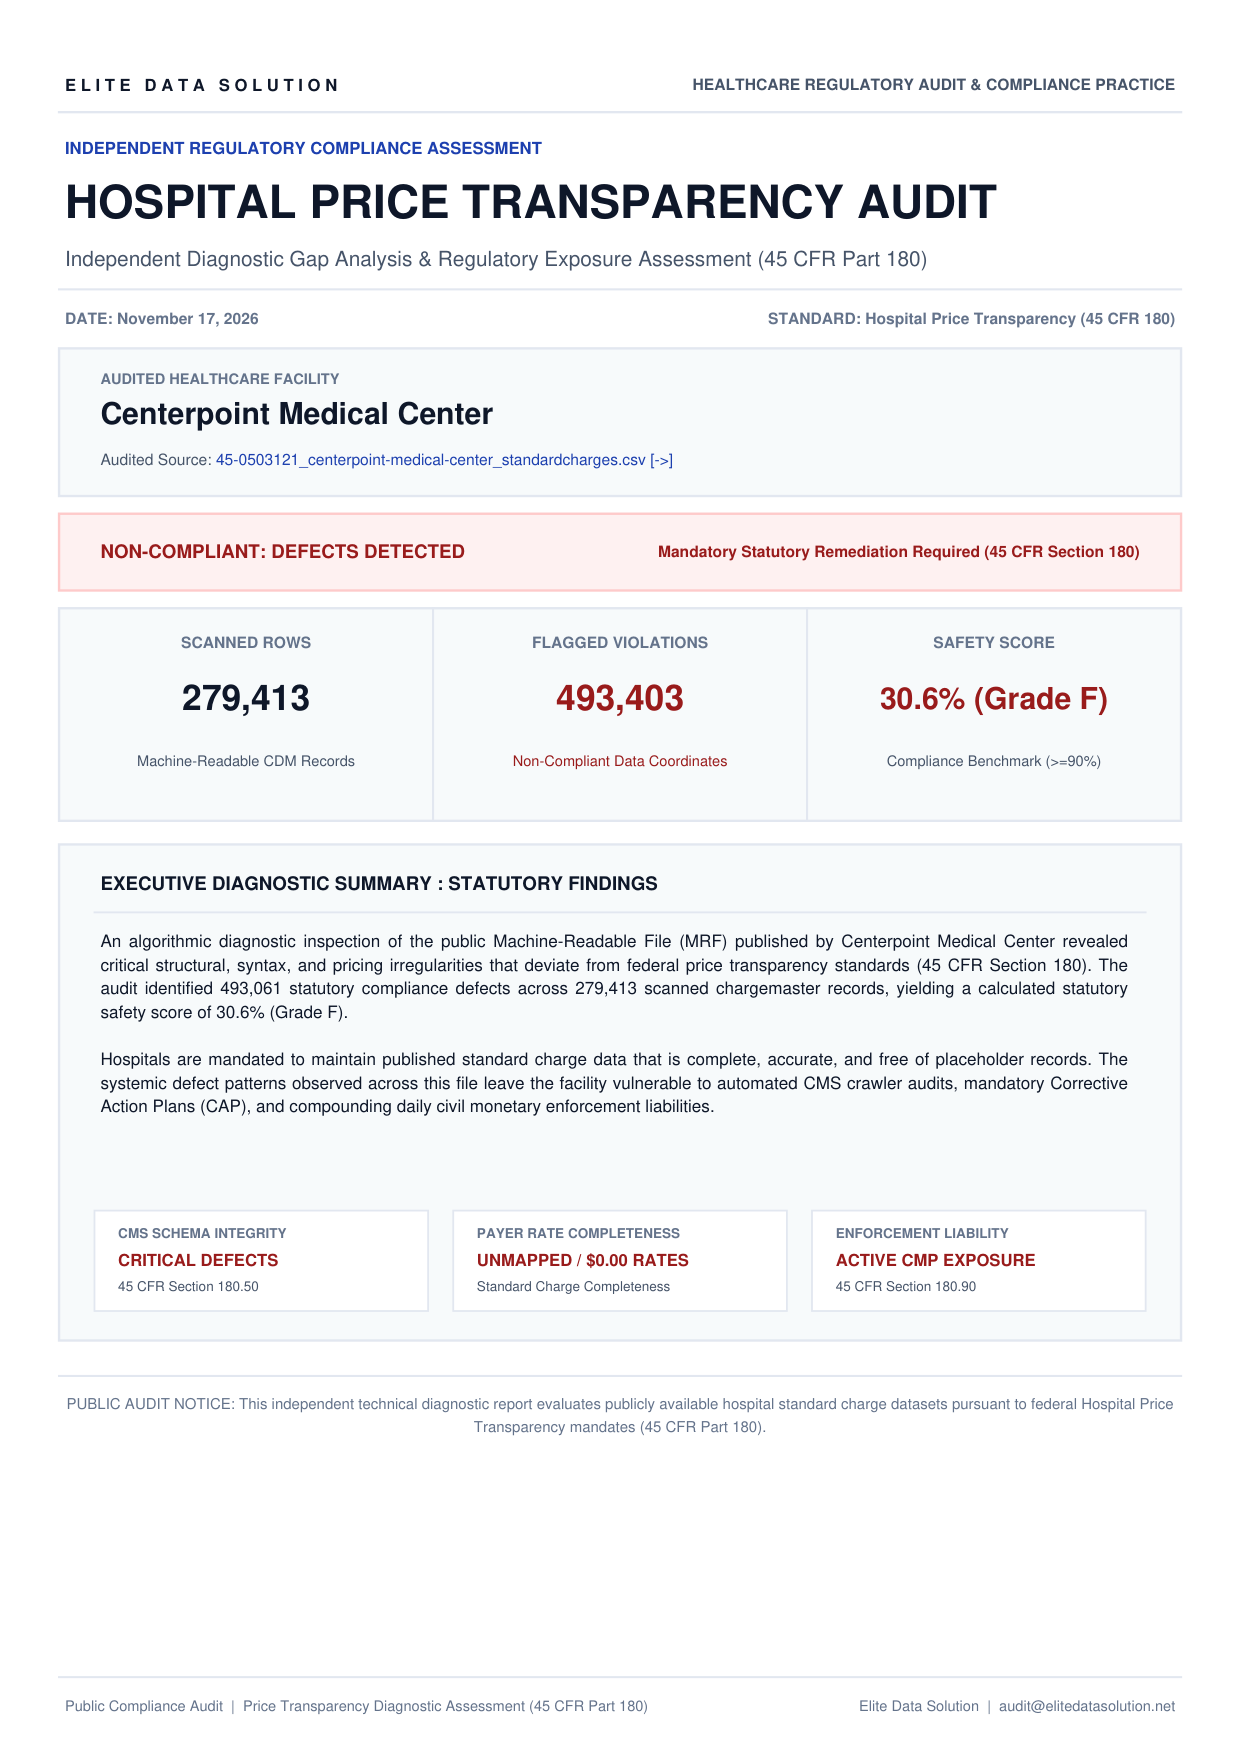 ELITE DATA SOLUTION
HEALTHCARE REGULATORY AUDIT & COMPLIANCE PRACTICE
INDEPENDENT REGULATORY COMPLIANCE ASSESSMENT
HOSPITAL PRICE TRANSPARENCY AUDIT
Independent Diagnostic Gap Analysis & Regulatory Exposure Assessment (45 CFR Part 180)
DATE: November 17, 2026
STANDARD: Hospital Price Transparency (45 CFR 180)
AUDITED HEALTHCARE FACILITY
Centerpoint Medical Center
Audited Source: 45-0503121_centerpoint-medical-center_standardcharges.csv [->]
NON-COMPLIANT: DEFECTS DETECTED
Mandatory Statutory Remediation Required (45 CFR Section 180)
SCANNED ROWS
279,413
Machine-Readable CDM Records
FLAGGED VIOLATIONS
493,403
Non-Compliant Data Coordinates
SAFETY SCORE
30.6% (Grade F)
Compliance Benchmark (>=90%)
EXECUTIVE DIAGNOSTIC SUMMARY : STATUTORY FINDINGS
An algorithmic diagnostic inspection of the public Machine-Readable File (MRF) published by Centerpoint Medical Center revealed
critical structural, syntax, and pricing irregularities that deviate from federal price transparency standards (45 CFR Section 180). The
audit identified 493,061 statutory compliance defects across 279,413 scanned chargemaster records, yielding a calculated statutory
safety score of 30.6% (Grade F).
Hospitals are mandated to maintain published standard charge data that is complete, accurate, and free of placeholder records. The
systemic defect patterns observed across this file leave the facility vulnerable to automated CMS crawler audits, mandatory Corrective
Action Plans (CAP), and compounding daily civil monetary enforcement liabilities.
CMS SCHEMA INTEGRITY
CRITICAL DEFECTS
45 CFR Section 180.50
PAYER RATE COMPLETENESS
UNMAPPED / $0.00 RATES
Standard Charge Completeness
ENFORCEMENT LIABILITY
ACTIVE CMP EXPOSURE
45 CFR Section 180.90
PUBLIC AUDIT NOTICE: This independent technical diagnostic report evaluates publicly available hospital standard charge datasets pursuant to federal Hospital Price
Transparency mandates (45 CFR Part 180).
Public Compliance Audit | Price Transparency Diagnostic Assessment (45 CFR Part 180)
Elite Data Solution | audit@elitedatasolution.net